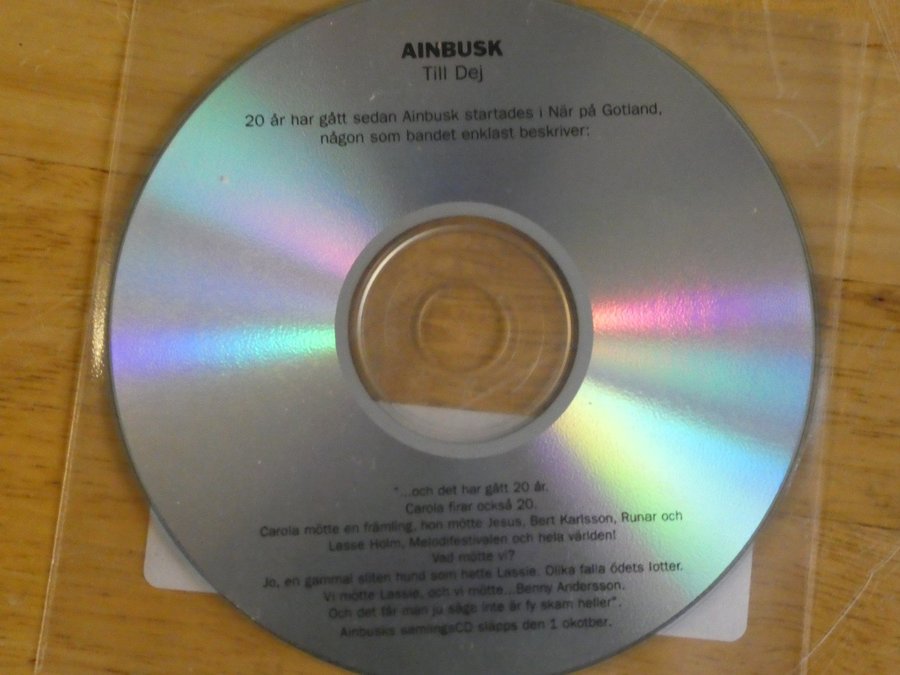 AINBUSK
Till Dej
20 år har gått sedan Ainbusk startades i När på Gotland,
någon som bandet enklast beskriver:
"...och det har gått 20 år.
Carola firar också 20.
Carola mötte en främling, hon mötte Jesus, Bert Karlsson, Runar och
Lasse Holm, Melodifestivalen och hela världen!
Vad mötte vi?
Jo, en gammal sliten hund som hette Lassie. Olika falla ödets lotter.
Vi mötte Lassie, och vi mötte...Benny Andersson.
Och det får man ju säga inte är fy skam heller".
Ainbusks samlingsCD släpps den 1 okotber.